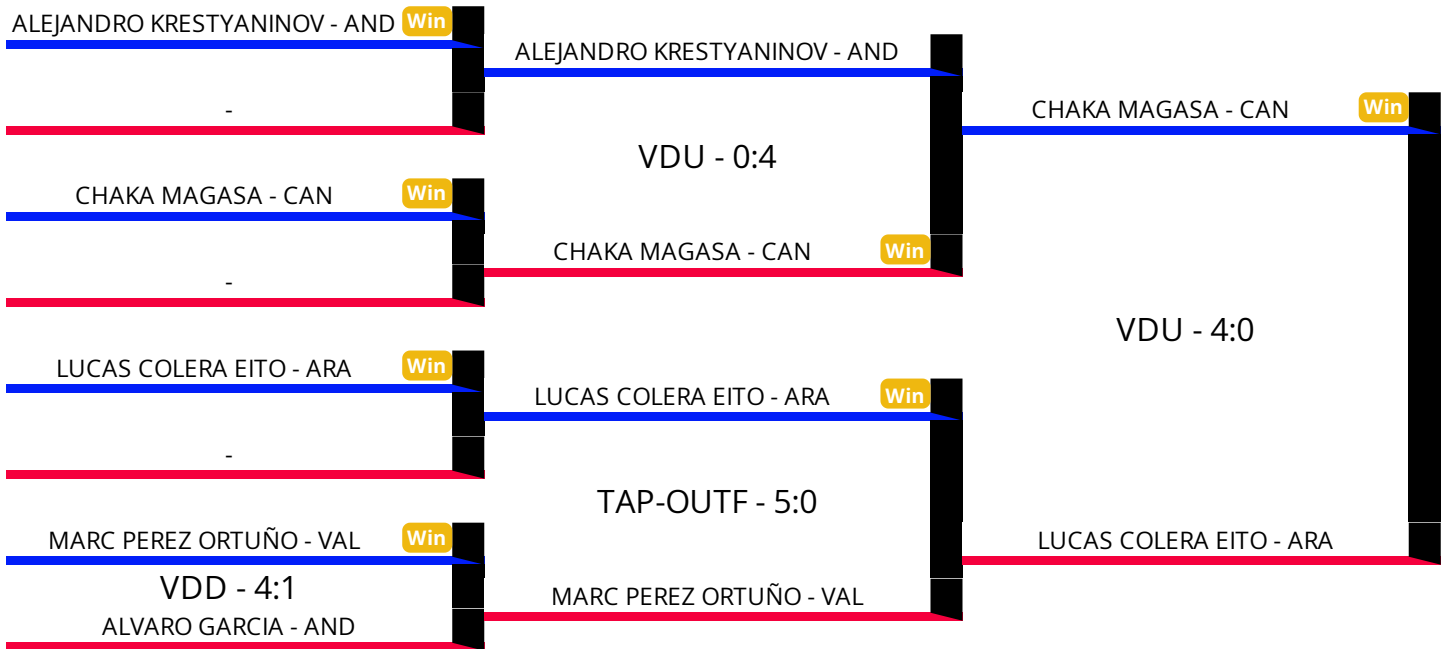 ALEJANDRO KRESTYANINOV - AND Win
-
CHAKA MAGASA - CAN Win
-
LUCAS COLERA EITO - ARA Win
-
MARC PEREZ ORTUÑO - VAL Win
VDD - 4:1
ALVARO GARCIA - AND
ALEJANDRO KRESTYANINOV - AND
VDU - 0:4
CHAKA MAGASA - CAN Win
LUCAS COLERA EITO - ARA Win
TAP-OUTF - 5:0
MARC PEREZ ORTUÑO - VAL
CHAKA MAGASA - CAN Win
VDU - 4:0
LUCAS COLERA EITO - ARA